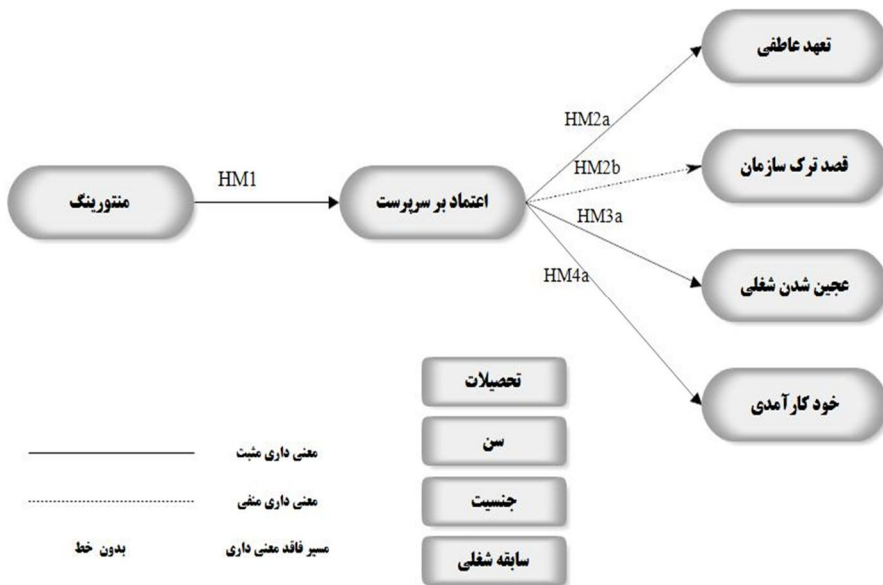 تعهد عاطفی
HM2a
قصد ترک سازمان
HM2b
منتورینگ
HM1
اعتماد بر سرپرست
HM3a
عجین شدن شغلی
HM4a
خود کارآمدی
تحصیلات
سن
جنسیت
سابقه شغلی
معنی داری مثبت
معنی داری منفی
مسیر فاقد معنی داری
بدون خط